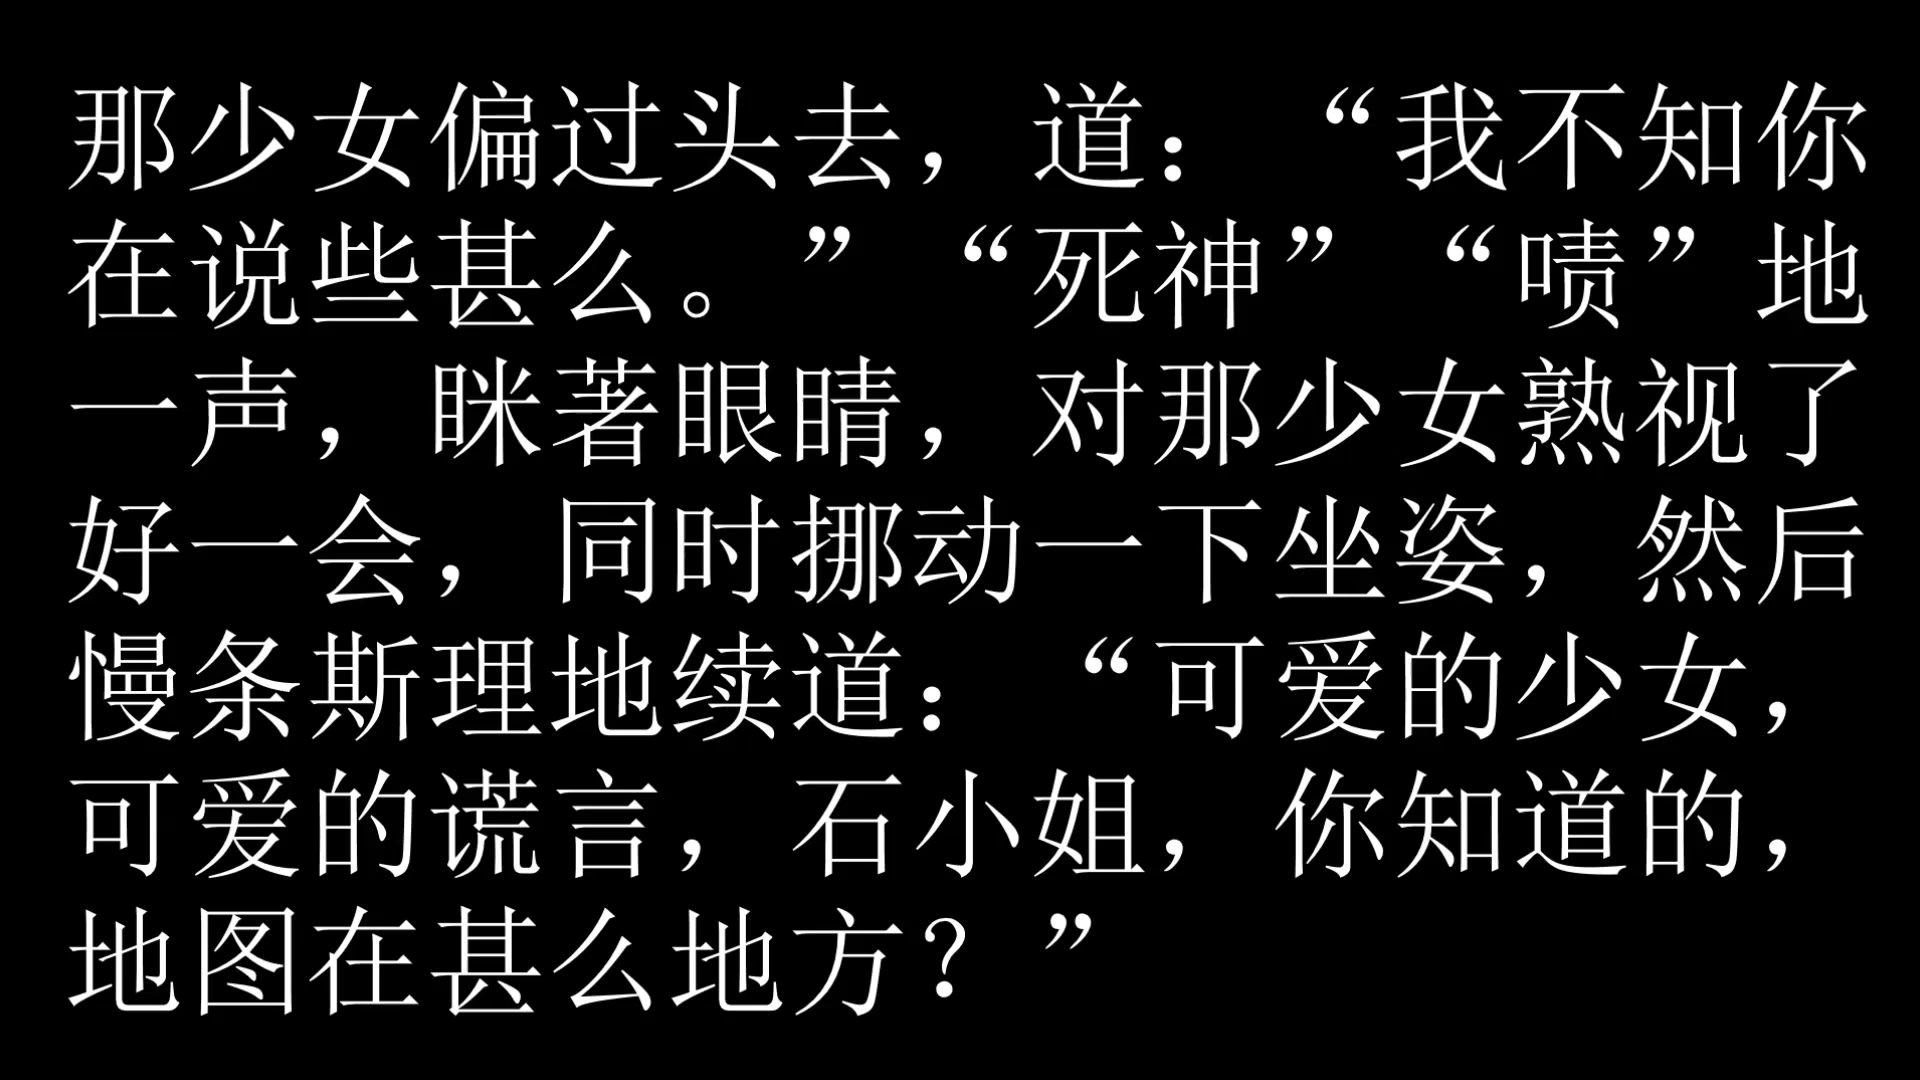 那少女偏过头去，道：“我不知你
在说些甚么。”“死神”“啧”地
一声，眯著眼睛，对那少女熟视了
好一会，同时挪动一下坐姿，然后
慢条斯理地续道：“可爱的少女，
可爱的谎言，石小姐，你知道的，
地图在甚么地方？”